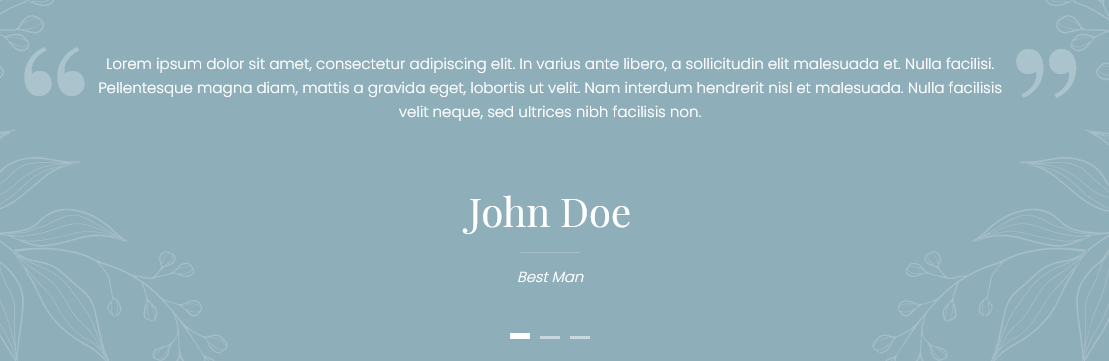 “ Lorem ipsum dolor sit amet, consectetur adipiscing elit. In varius ante libero, a sollicitudin elit malesuada et. Nulla facilisi. ”
Pellentesque magna diam, mattis a gravida eget, lobortis ut velit. Nam interdum hendrerit nisl et malesuada. Nulla facilisis
velit neque, sed ultrices nibh facilisis non.
John Doe
Best Man